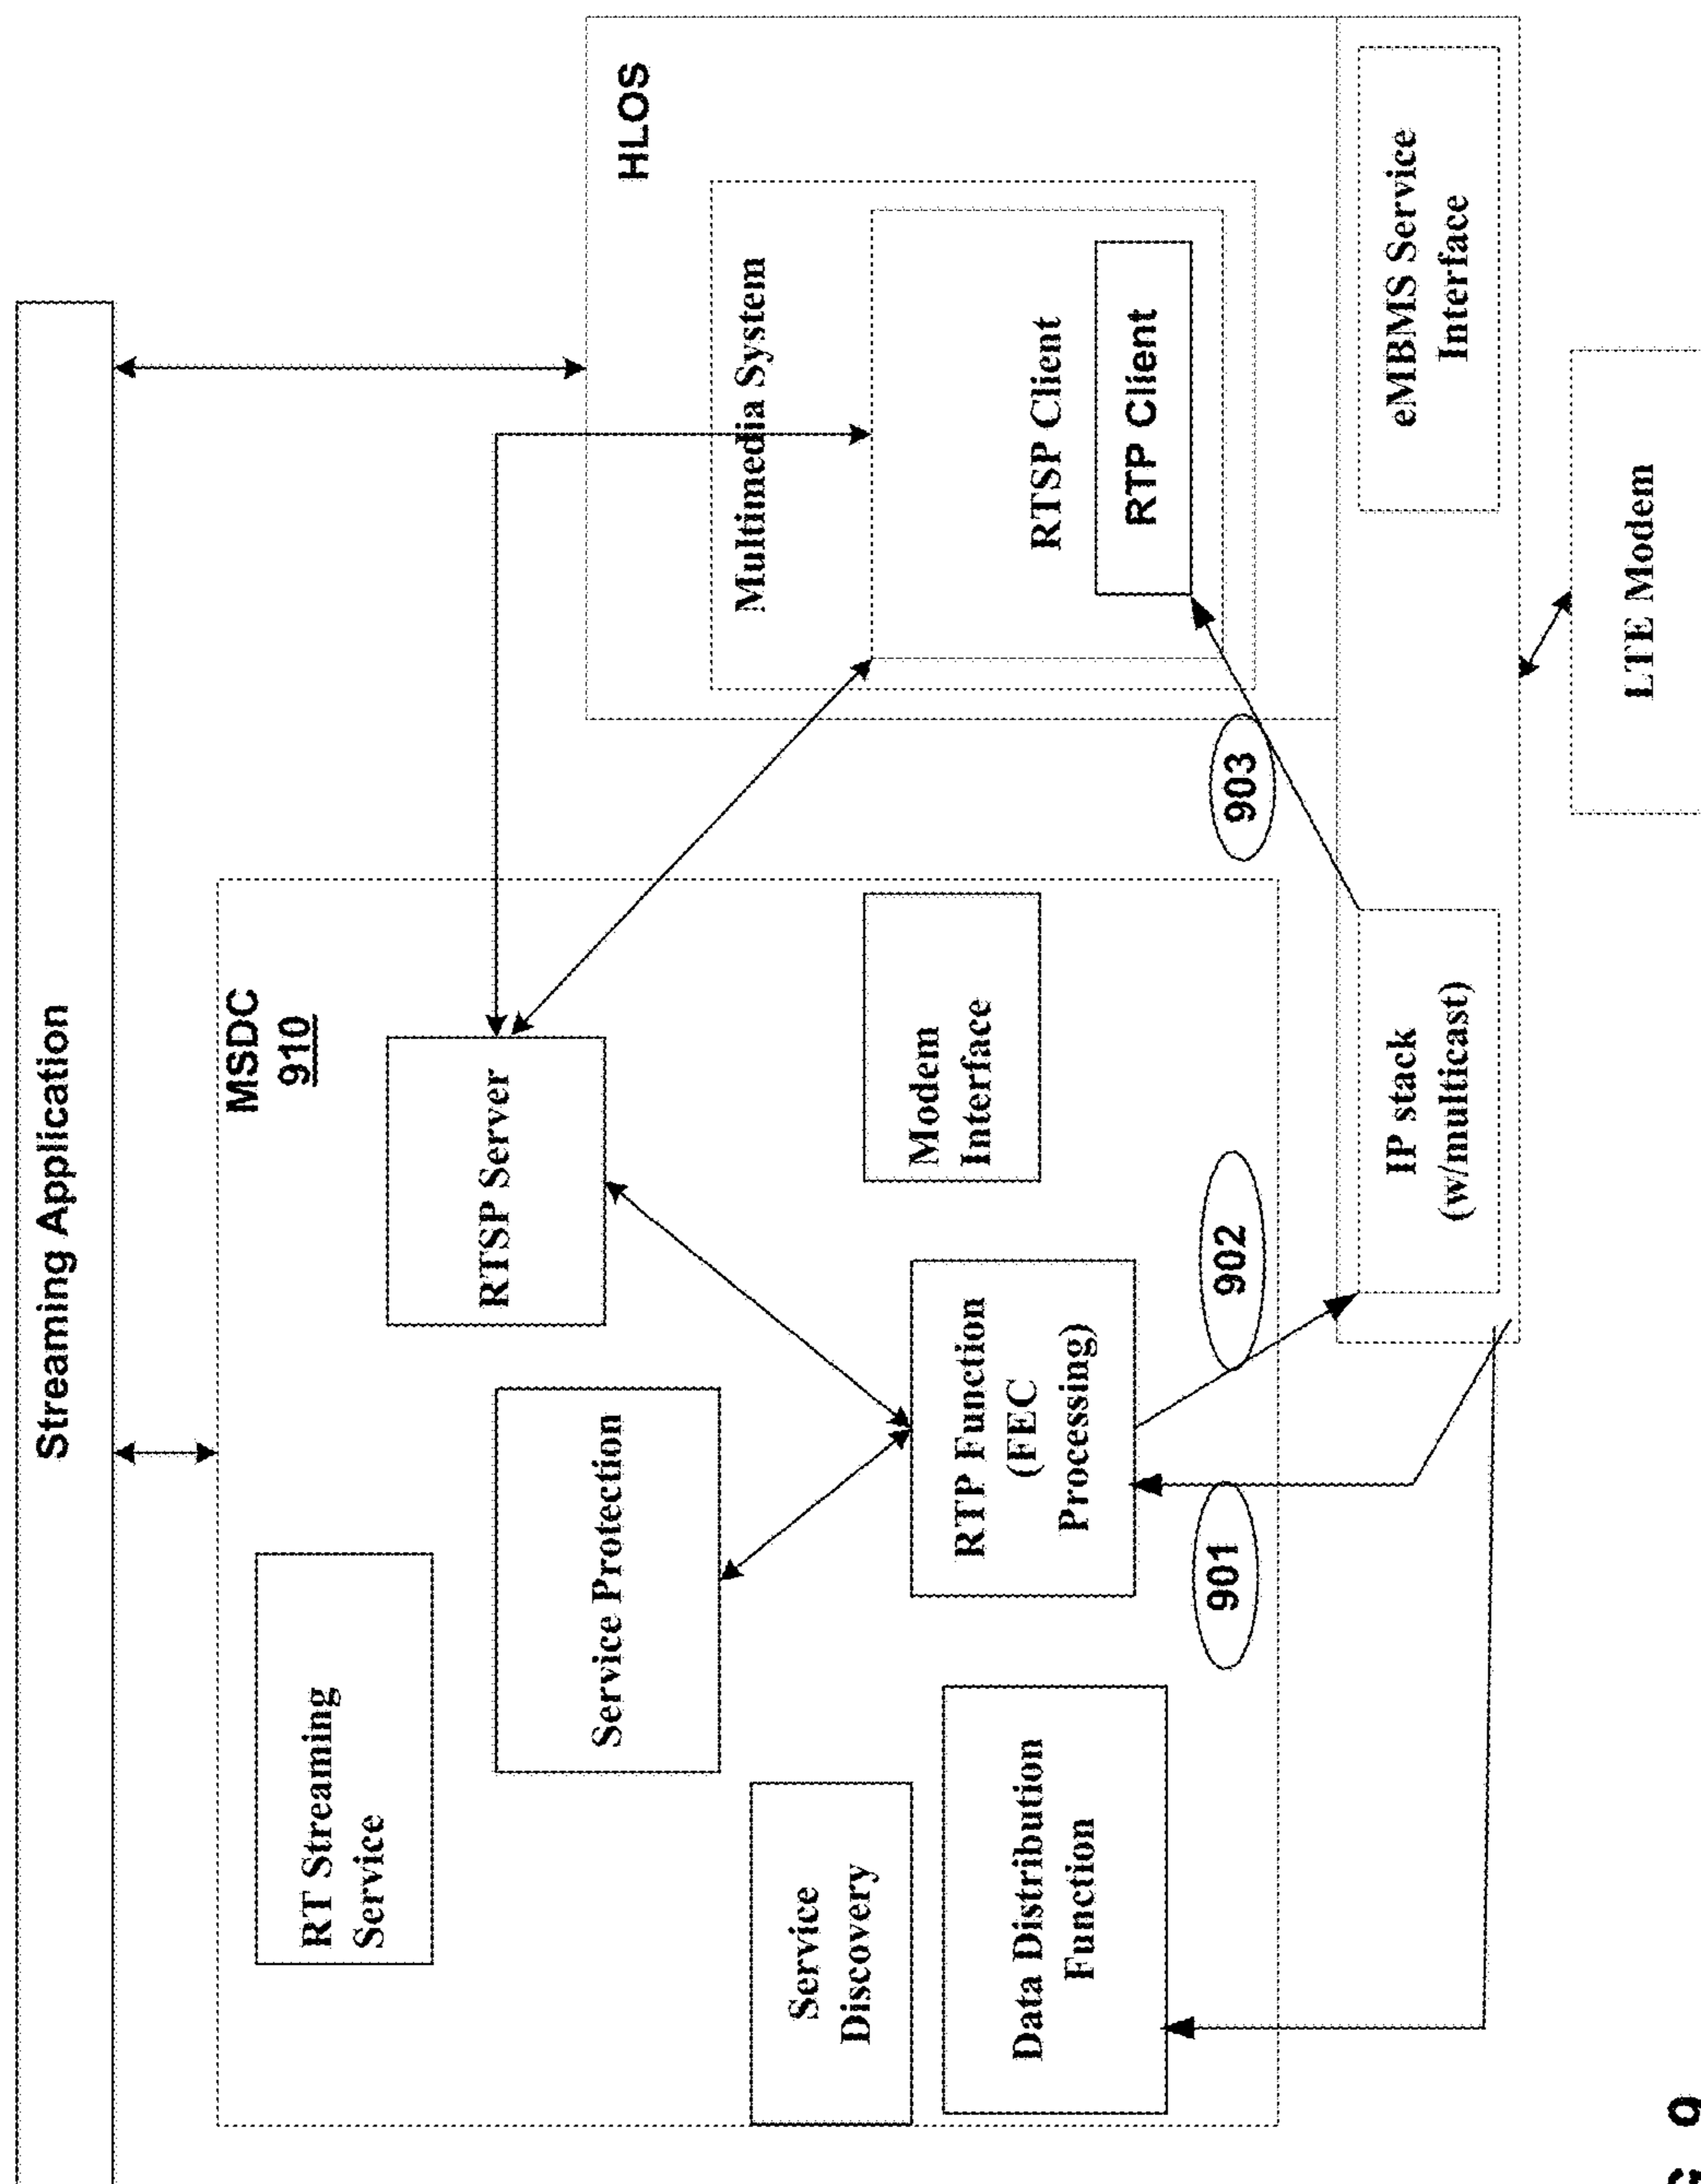 Streaming Application
MSDC
910
RT Streaming
Service
Service Protection
RTSP Server
Service
Discovery
Data Distribution
Function
RTP Function
(FEC
Processing)
Modem
Interface
901
902
903
HLOS
Multimedia System
RTSP Client
RTP Client
IP stack
(w/multicast)
eMBMS Service
Interface
LTE Modem
9